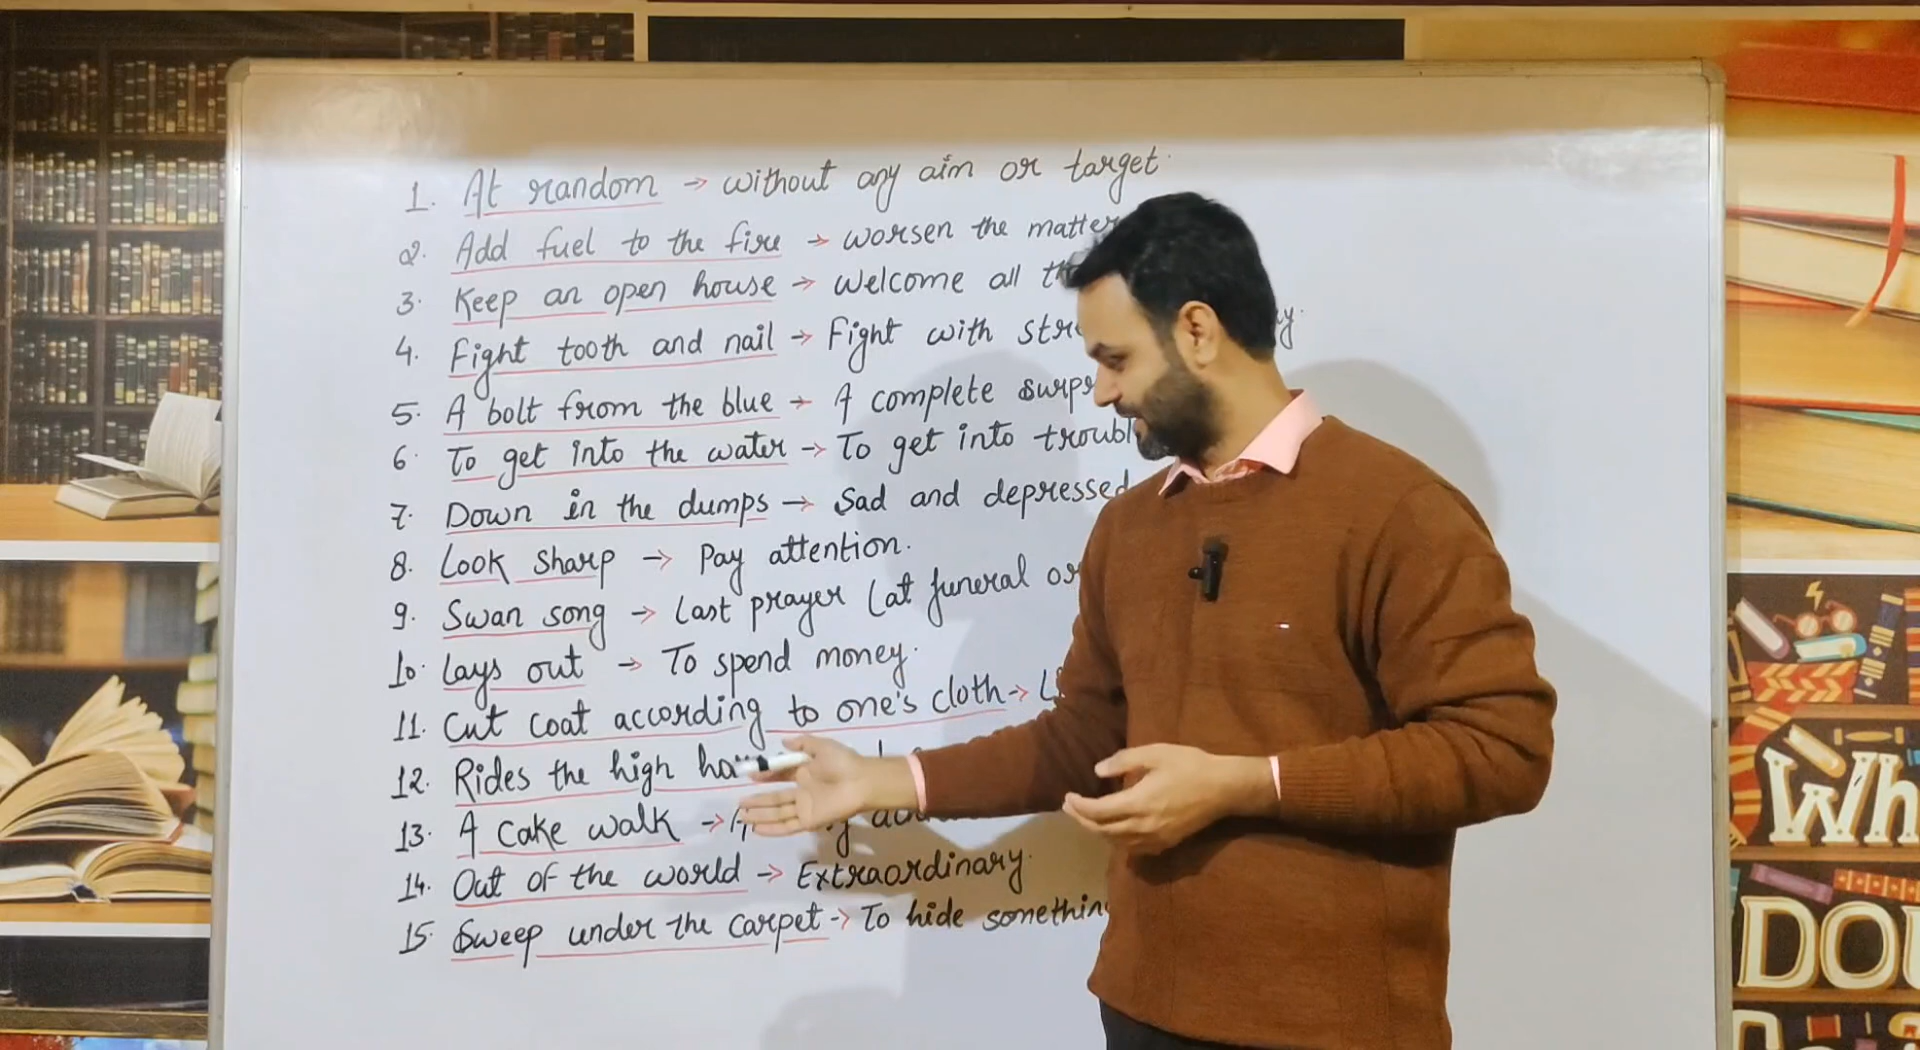 1. At random → without any aim or target.
2. Add fuel to the fire → worsen the matter
3. Keep an open house → Welcome all
4. Fight tooth and nail → Fight with
5. A bolt from the blue → A complete
6. To get into the water → To get into
7. Down in the dumps → Sad and depressed
8. Look sharp → Pay attention.
9. Swan song → Last prayer (at funeral
10. Lays out → To spend money.
11. Cut coat according to one's cloth →
12. Rides the high
13. A cake walk →
14. Out of the world → Extraordinary.
15. Sweep under the carpet → To hide
Wh
DOU